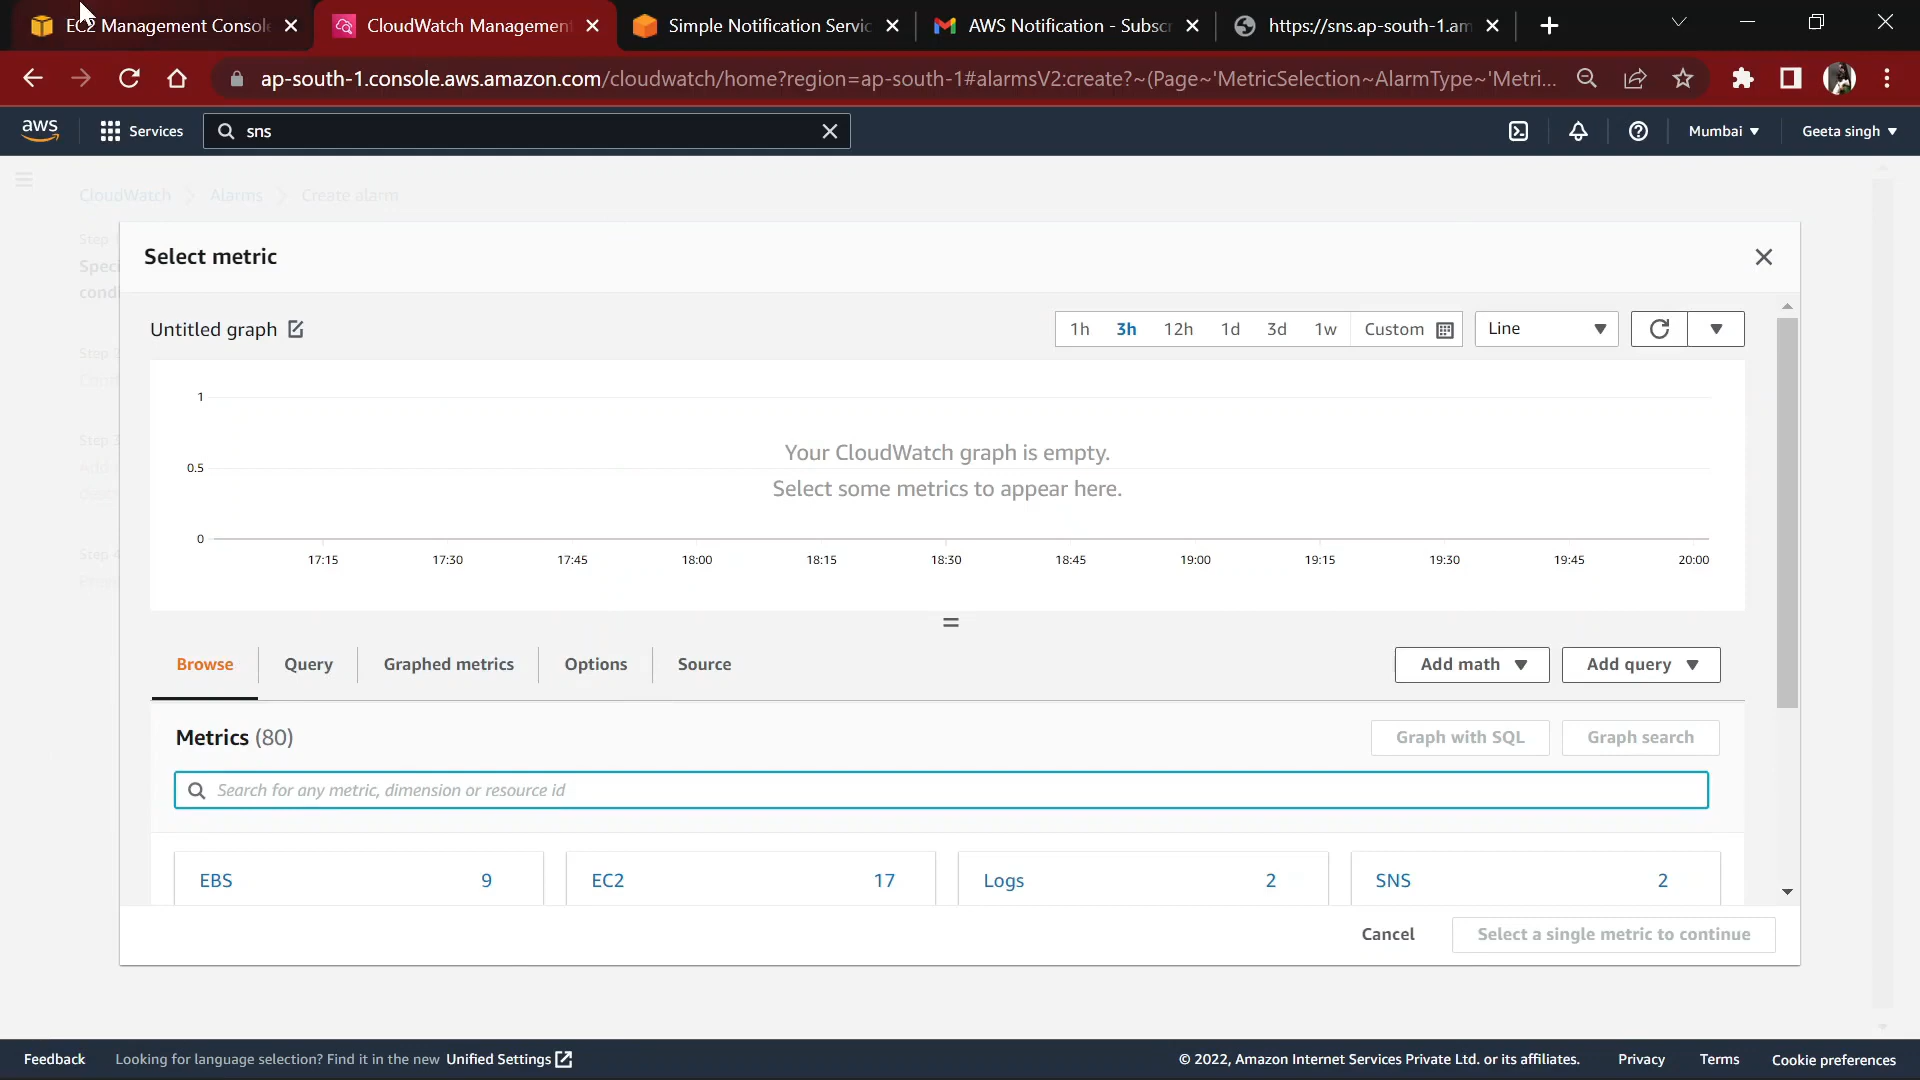 EC2 Management Console
CloudWatch Management
Simple Notification Servic
AWS Notification - Subscr
https://sns.ap-south-1.am
ap-south-1.console.aws.amazon.com/cloudwatch/home?region=ap-south-1#alarmsV2:create?~(Page~'MetricSelection~AlarmType~'Metri...
aws
Services
sns
Mumbai
Geeta singh
CloudWatch
Alarms
Create alarm
Step
Speci
condi
Step 2
Step 3
Add
Step 4
Select metric
Untitled graph
1h
3h
12h
1d
3d
1w
Custom
Line
1
0.5
0
Your CloudWatch graph is empty.
Select some metrics to appear here.
17:15
17:30
17:45
18:00
18:15
18:30
18:45
19:00
19:15
19:30
19:45
20:00
Browse
Query
Graphed metrics
Options
Source
Add math
Add query
Metrics (80)
Graph with SQL
Graph search
Search for any metric, dimension or resource id
EBS 9
EC2 17
Logs 2
SNS 2
Cancel
Select a single metric to continue
Feedback
Looking for language selection? Find it in the new Unified Settings
© 2022, Amazon Internet Services Private Ltd. or its affiliates.
Privacy
Terms
Cookie preferences